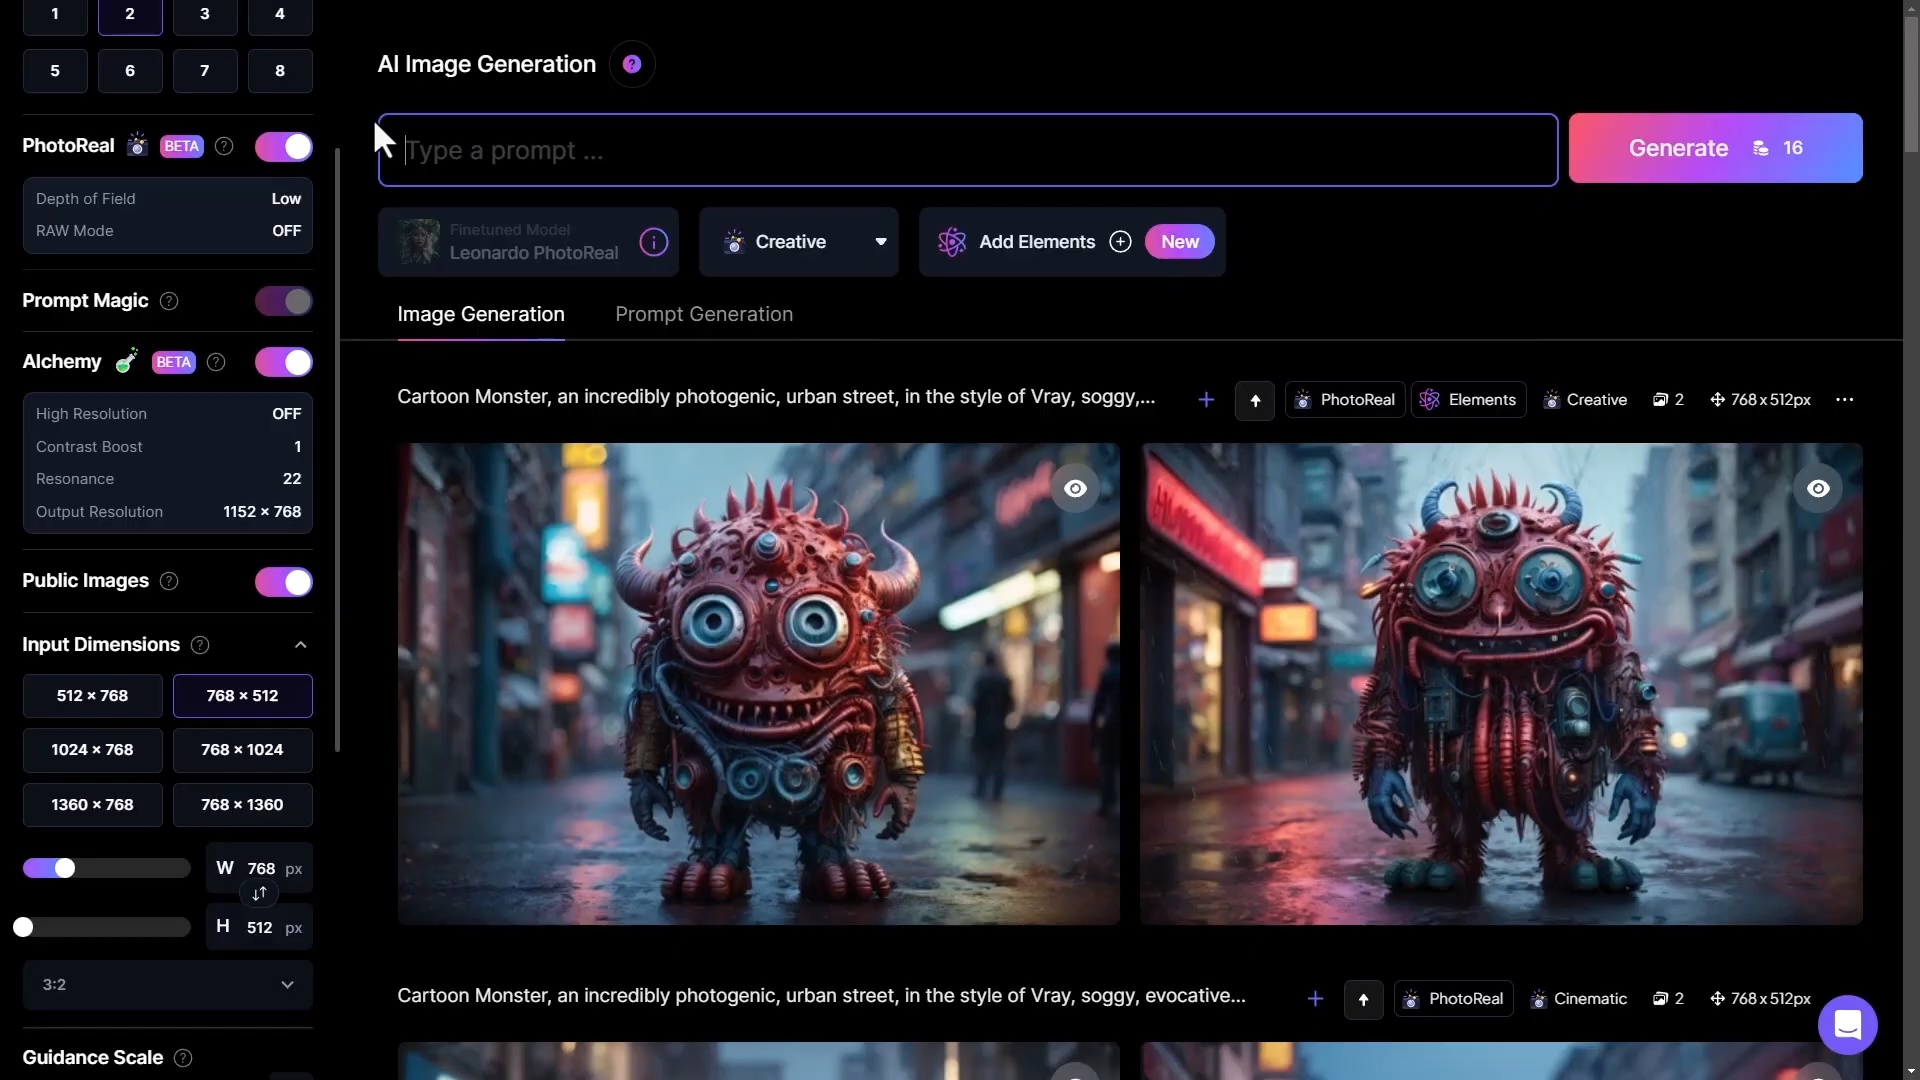 1 2 3 4
5 6 7 8
PhotoReal BETA ?
Depth of Field Low
RAW Mode OFF
Prompt Magic ?
Alchemy BETA ?
High Resolution OFF
Contrast Boost 1
Resonance 22
Output Resolution 1152 × 768
Public Images ?
Input Dimensions ?
512 × 768 768 × 512
1024 × 768 768 × 1024
1360 × 768 768 × 1360
W 768 px
H 512 px
3:2
Guidance Scale ?
AI Image Generation ?
Type a prompt ...
Generate 16
Finetuned Model
Leonardo PhotoReal i
Creative
Add Elements + New
Image Generation Prompt Generation
Cartoon Monster, an incredibly photogenic, urban street, in the style of Vray, soggy,... + PhotoReal Elements Creative 2 768 x 512px ...
Cartoon Monster, an incredibly photogenic, urban street, in the style of Vray, soggy, evocative... + PhotoReal Cinematic 2 768 x 512px